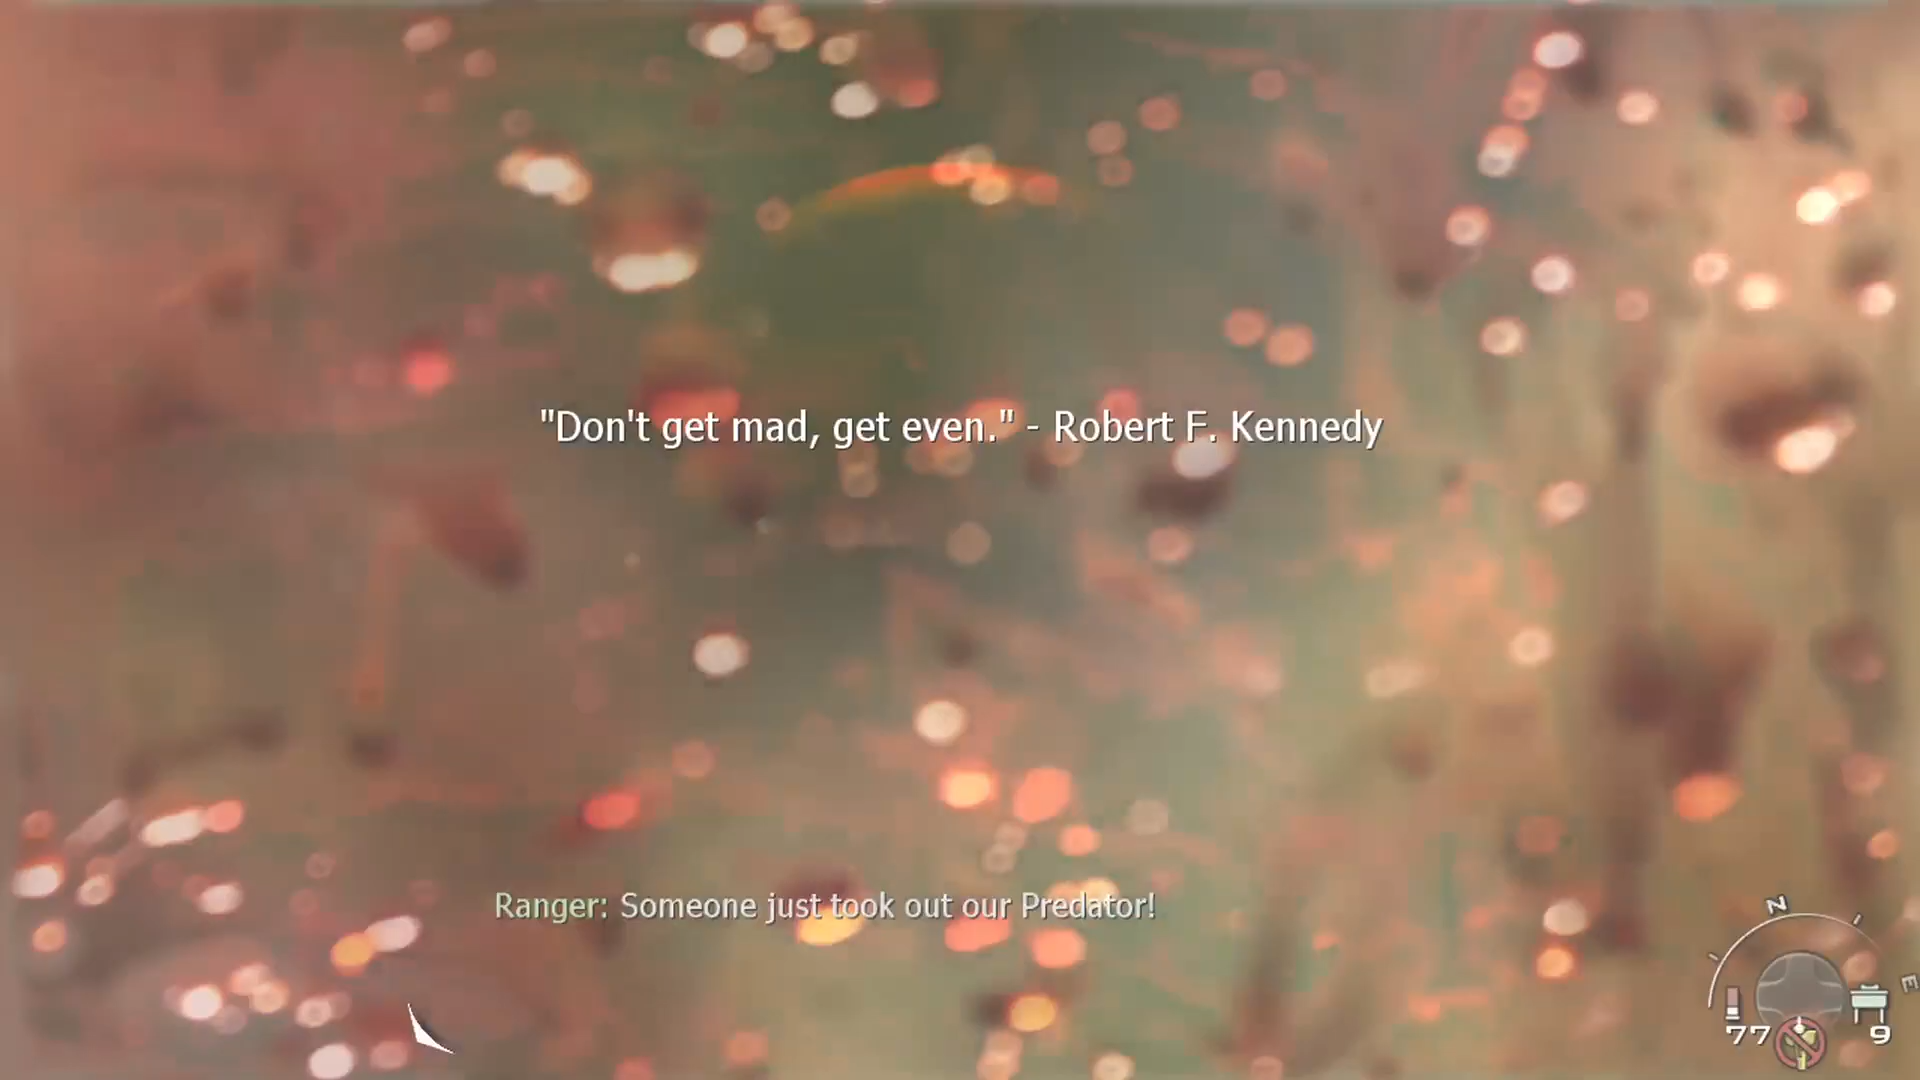 "Don't get mad, get even." - Robert F. Kennedy
Ranger: Someone just took out our Predator!
N
E
77
9